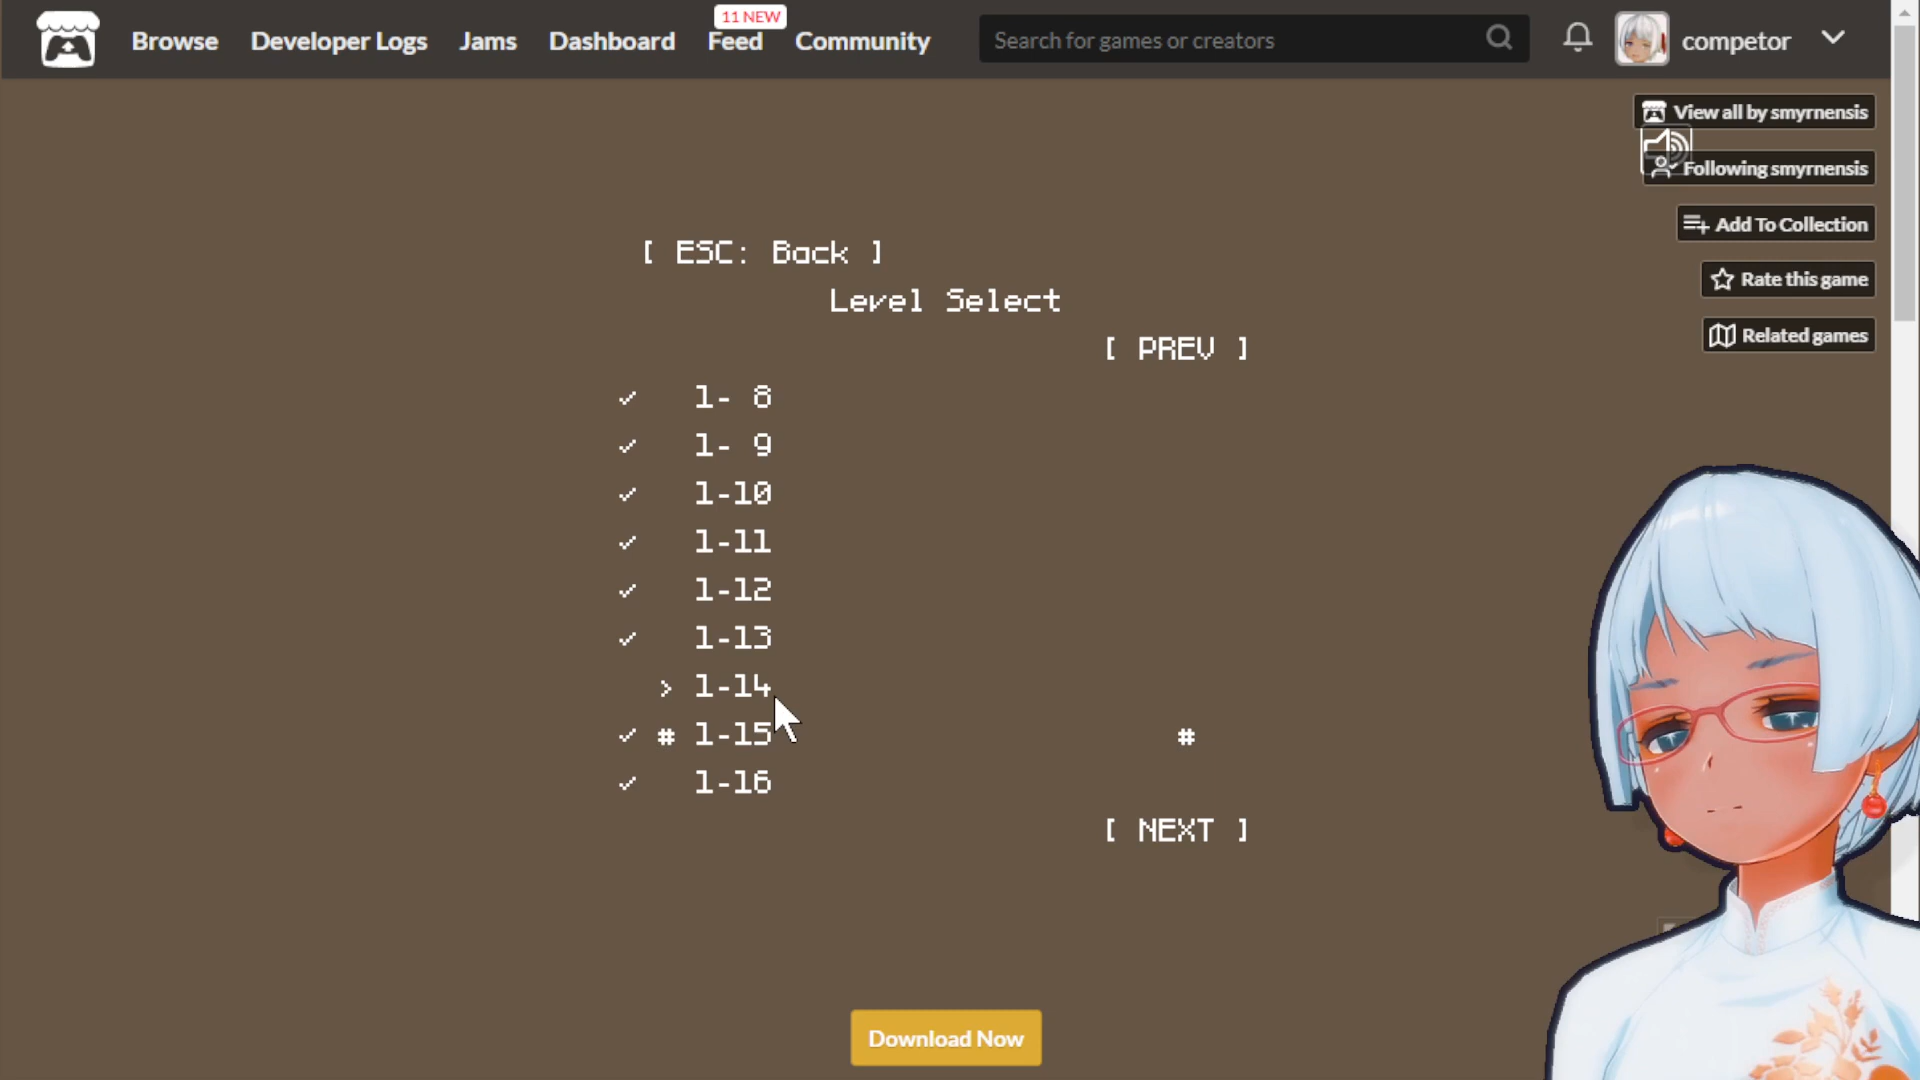 11 NEW
Browse Developer Logs Jams Dashboard Feed Community Search for games or creators competor
View all by smyrnensis
Following smyrnensis
Add To Collection
Rate this game
Related games
[ ESC: Back ]
Level Select
[ PREV ]
✓ 1- 8
✓ 1- 9
✓ 1-10
✓ 1-11
✓ 1-12
✓ 1-13
> 1-14
✓ # 1-15 #
✓ 1-16
[ NEXT ]
Download Now